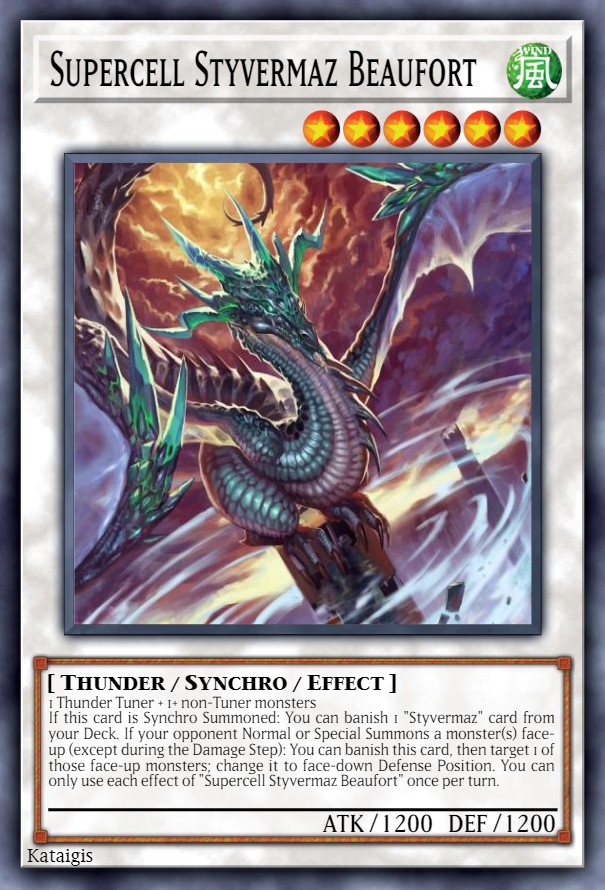 Supercell Styvermaz Beaufort
WIND
風
[ Thunder / Synchro / Effect ]
1 Thunder Tuner + 1+ non-Tuner monsters
If this card is Synchro Summoned: You can banish 1 "Styvermaz" card from
your Deck. If your opponent Normal or Special Summons a monster(s) face-
up (except during the Damage Step): You can banish this card, then target 1 of
those face-up monsters; change it to face-down Defense Position. You can
only use each effect of "Supercell Styvermaz Beaufort" once per turn.
ATK / 1200 DEF / 1200
Kataigis